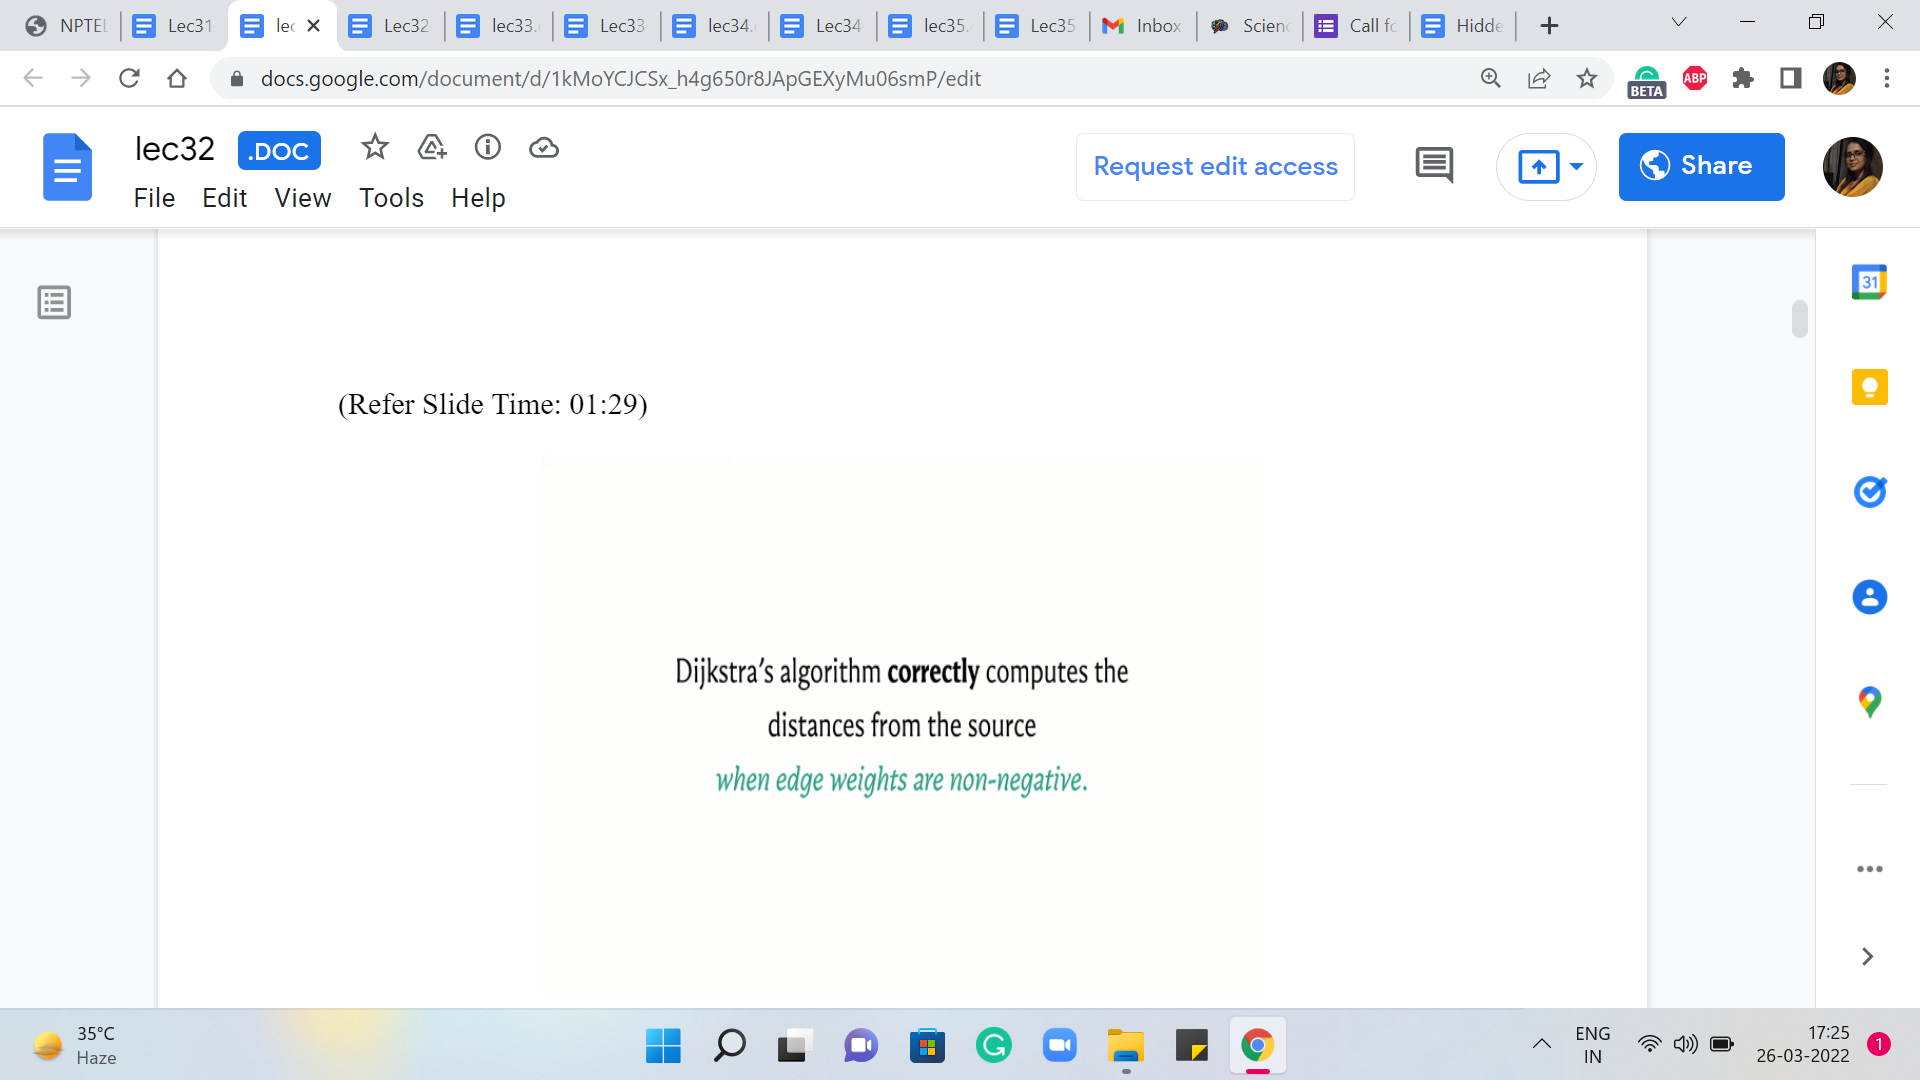 NPTEL
Lec31
lec
Lec32
lec33.
Lec33
lec34.
Lec34
lec35.
Lec35
Inbox
Scien
Call fo
Hidde
docs.google.com/document/d/1kMoYCJCSx_h4g650r8JApGEXyMu06smP/edit
BETA
ABP
lec32
.DOC
Request edit access
Share
File Edit View Tools Help
31
(Refer Slide Time: 01:29)
Dijkstra's algorithm correctly computes the
distances from the source
when edge weights are non-negative.
35°C
Haze
ENG
IN
17:25
26-03-2022
1